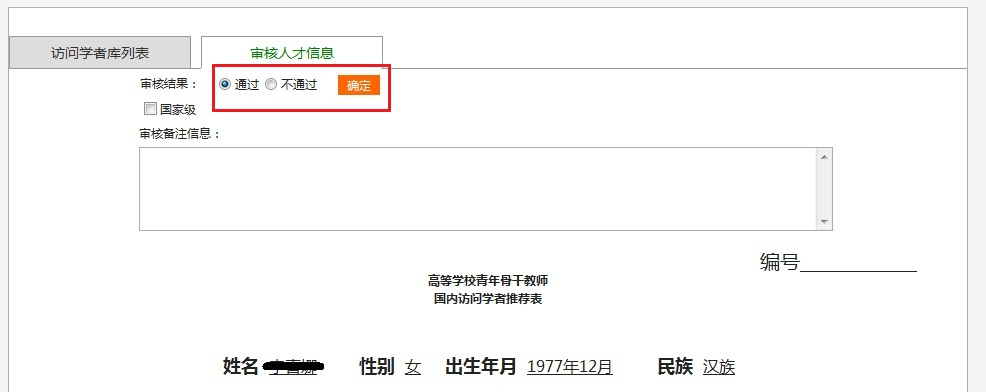 访问学者库列表 审核人才信息
审核结果： 通过 不通过 确定
国家级
审核备注信息：
编号
高等学校青年骨干教师
国内访问学者推荐表
姓名 性别 女 出生年月 1977年12月 民族 汉族